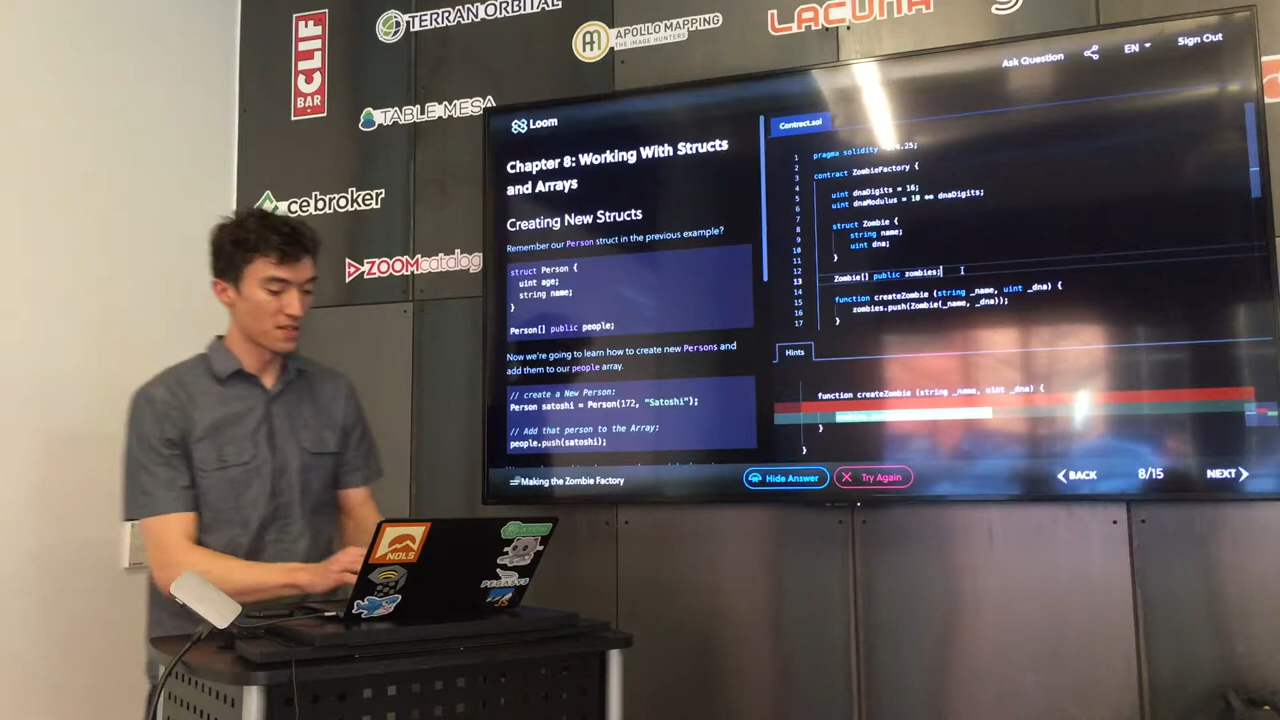 CLIF
BAR
TERRAN ORBITAL
APOLLO MAPPING
THE IMAGE HUNTERS
LACUNA
TABLE MESA
cebroker
ZOOMcatalog
Ask Question
EN
Sign Out
Loom
Chapter 8: Working With Structs
and Arrays
Creating New Structs
Remember our Person struct in the previous example?
struct Person {
uint age;
string name;
}
Person[] public people;
Now we're going to learn how to create new Persons and
add them to our people array.
// create a New Person:
Person satoshi = Person(172, "Satoshi");
// Add that person to the Array:
people.push(satoshi);
Making the Zombie Factory
Contract.sol
1 pragma solidity
2
3 contract ZombieFactory {
4
5 uint dnaDigits = 16;
6 uint dnaModulus = 10 ** dnaDigits;
7
8 struct Zombie {
9 string name;
10 uint dna;
11 }
12
13 Zombie[] public zombies;
14
15 function createZombie (string _name, uint _dna) {
16 zombies.push(Zombie(_name, _dna));
17 }
Hints
function createZombie (string _name, uint _dna) {
}
}
Hide Answer
Try Again
BACK
8/15
NEXT
NOLS
PEGASYS
JS